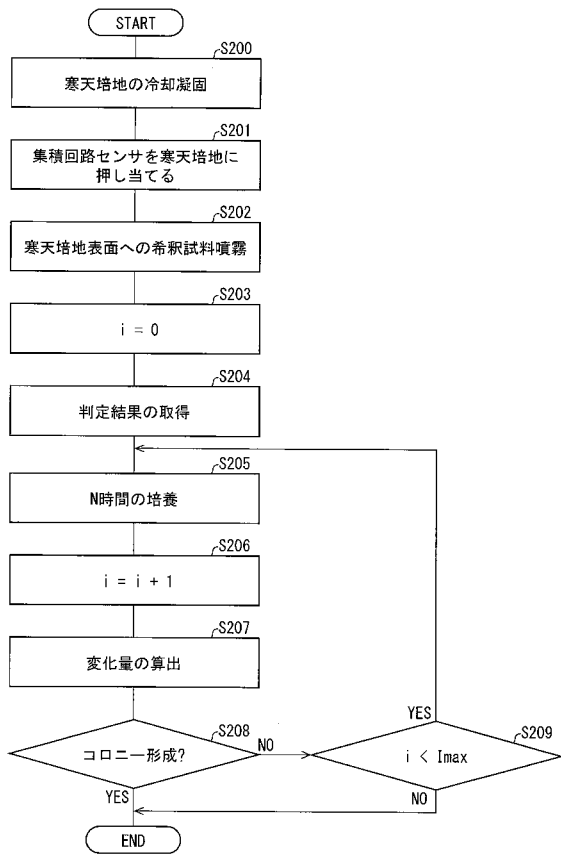 START
S200
寒天培地の冷却凝固
S201
集積回路センサを寒天培地に
押し当てる
S202
寒天培地表面への希釈試料噴霧
S203
i = 0
S204
判定結果の取得
S205
N時間の培養
S206
i = i + 1
S207
変化量の算出
S208
コロニー形成?
NO
YES
S209
i < Imax
YES
NO
END